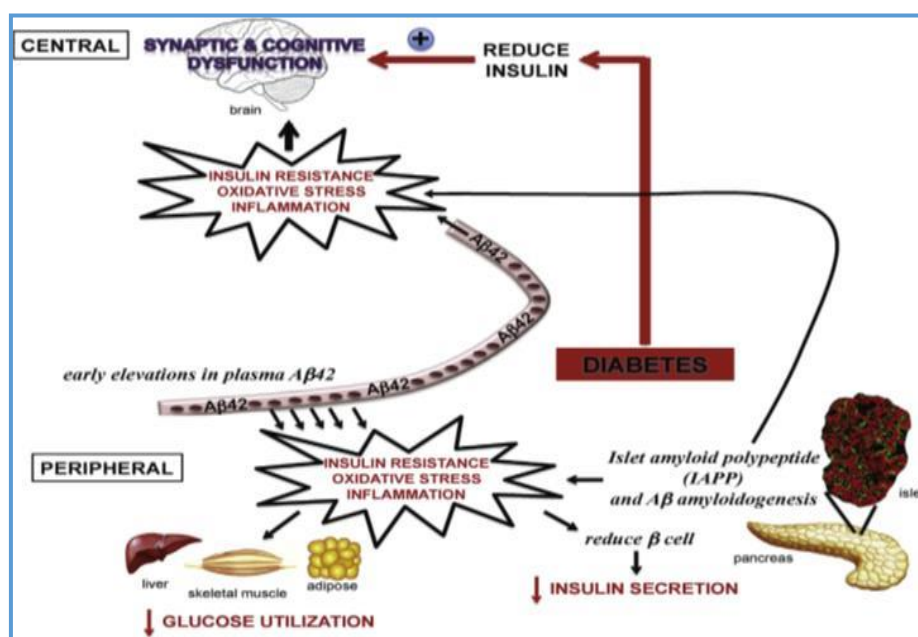 CENTRAL
SYNAPTIC & COGNITIVE
DYSFUNCTION
brain
+
REDUCE
INSULIN
INSULIN RESISTANCE
OXIDATIVE STRESS
INFLAMMATION
Aβ42
Aβ42
Aβ42
Aβ42
early elevations in plasma Aβ42
DIABETES
PERIPHERAL
INSULIN RESISTANCE
OXIDATIVE STRESS
INFLAMMATION
Islet amyloid polypeptide
(IAPP)
and Aβ amyloidogenesis
isle
pancreas
reduce β cell
INSULIN SECRETION
liver
skeletal muscle
adipose
GLUCOSE UTILIZATION